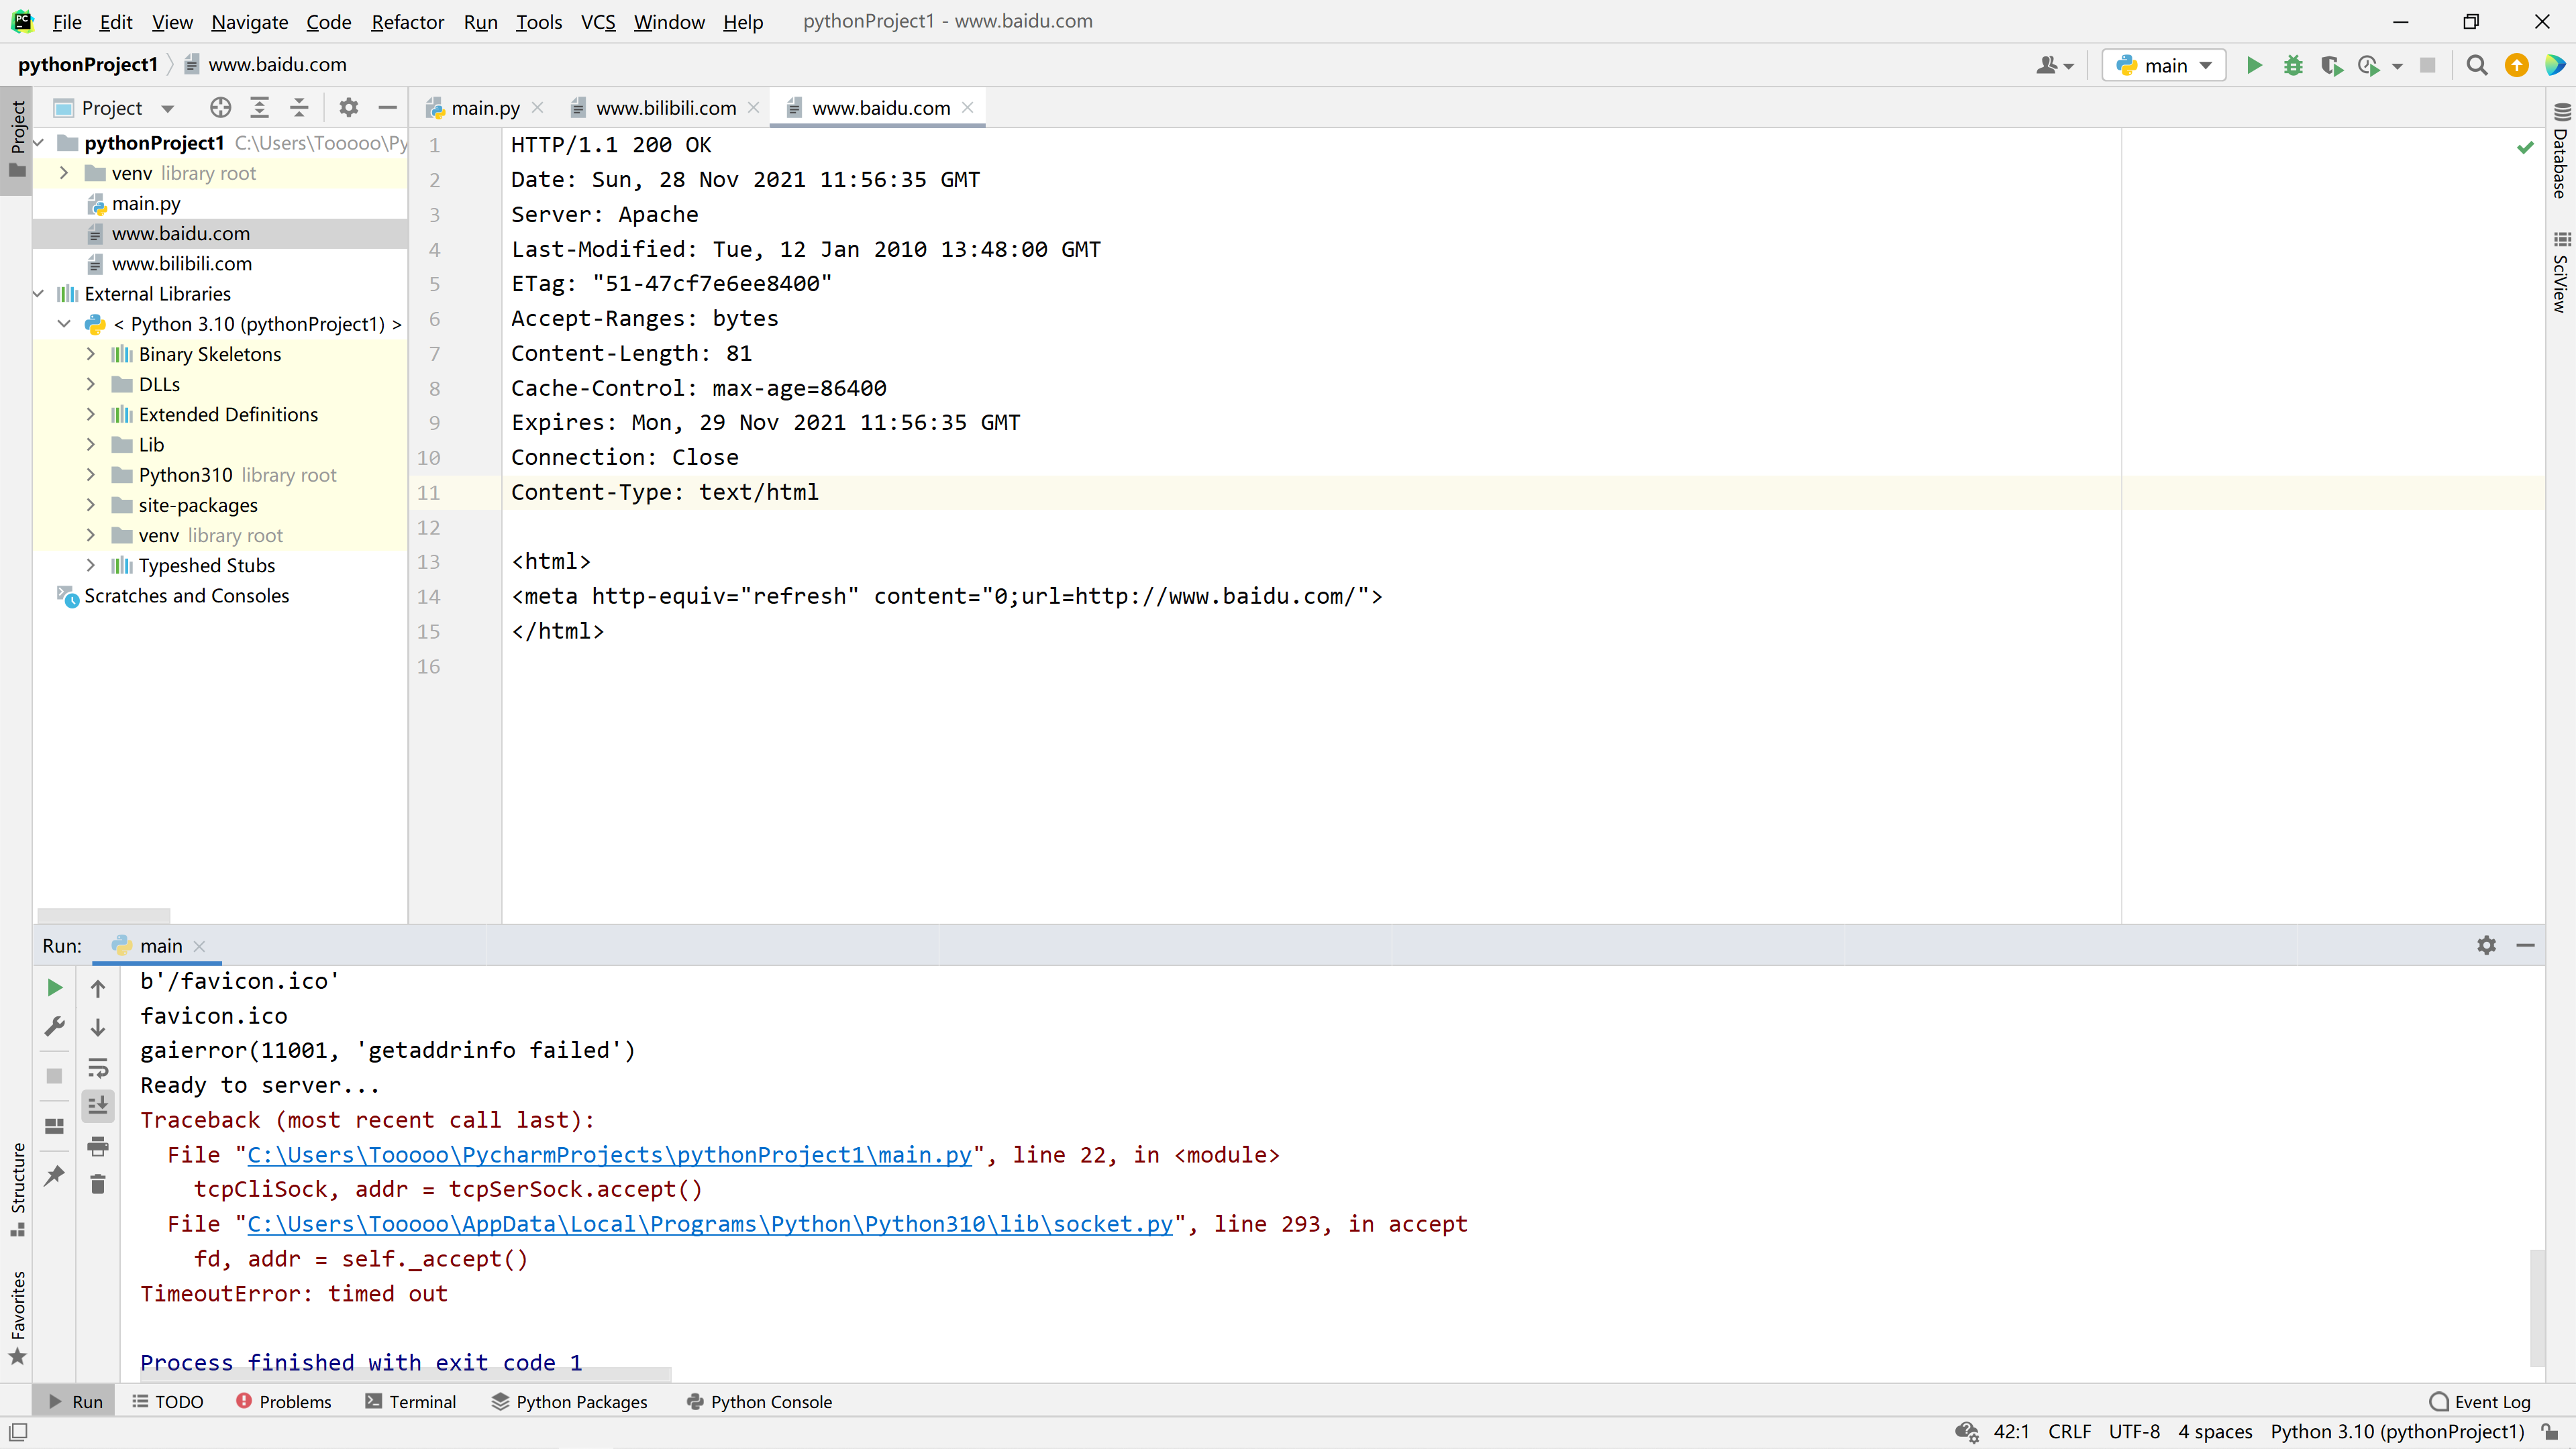 File Edit View Navigate Code Refactor Run Tools VCS Window Help pythonProject1 - www.baidu.com
pythonProject1 www.baidu.com
main
Project
Project
main.py
www.bilibili.com
www.baidu.com
pythonProject1 C:\Users\Tooooo\Py
venv library root
main.py
www.baidu.com
www.bilibili.com
External Libraries
< Python 3.10 (pythonProject1) >
Binary Skeletons
DLLs
Extended Definitions
Lib
Python310 library root
site-packages
venv library root
Typeshed Stubs
Scratches and Consoles
1 HTTP/1.1 200 OK
2 Date: Sun, 28 Nov 2021 11:56:35 GMT
3 Server: Apache
4 Last-Modified: Tue, 12 Jan 2010 13:48:00 GMT
5 ETag: "51-47cf7e6ee8400"
6 Accept-Ranges: bytes
7 Content-Length: 81
8 Cache-Control: max-age=86400
9 Expires: Mon, 29 Nov 2021 11:56:35 GMT
10 Connection: Close
11 Content-Type: text/html
12
13 <html>
14 <meta http-equiv="refresh" content="0;url=http://www.baidu.com/">
15 </html>
16
Database
SciView
Run: main
b'/favicon.ico'
favicon.ico
gaierror(11001, 'getaddrinfo failed')
Ready to server...
Traceback (most recent call last):
File "C:\Users\Tooooo\PycharmProjects\pythonProject1\main.py", line 22, in <module>
tcpCliSock, addr = tcpSerSock.accept()
File "C:\Users\Tooooo\AppData\Local\Programs\Python\Python310\lib\socket.py", line 293, in accept
fd, addr = self._accept()
TimeoutError: timed out
Process finished with exit code 1
Structure
Favorites
Run TODO Problems Terminal Python Packages Python Console Event Log
42:1 CRLF UTF-8 4 spaces Python 3.10 (pythonProject1)